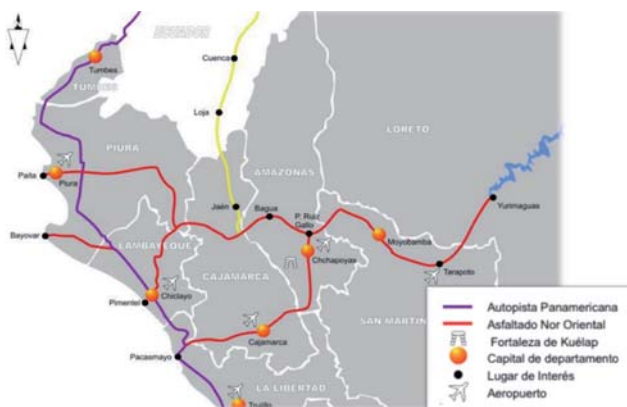 ECUADOR
Cuenca
Tumbes
TUMBES
Loja
LORETO
PIURA
AMAZONAS
Paita
Piura
Jaén
Bagua
P. Ruiz
Gallo
Yurimaguas
Bayovar
LAMBAYEQUE
Moyobamba
Chchapoyas
Tarapoto
CAJAMARCA
Pimentel
Chiclayo
Cajamarca
SAN MARTIN
Pacasmayo
LA LIBERTAD
Trujillo
Autopista Panamericana
Asfaltado Nor Oriental
Fortaleza de Kuélap
Capital de departamento
Lugar de Interés
Aeropuerto